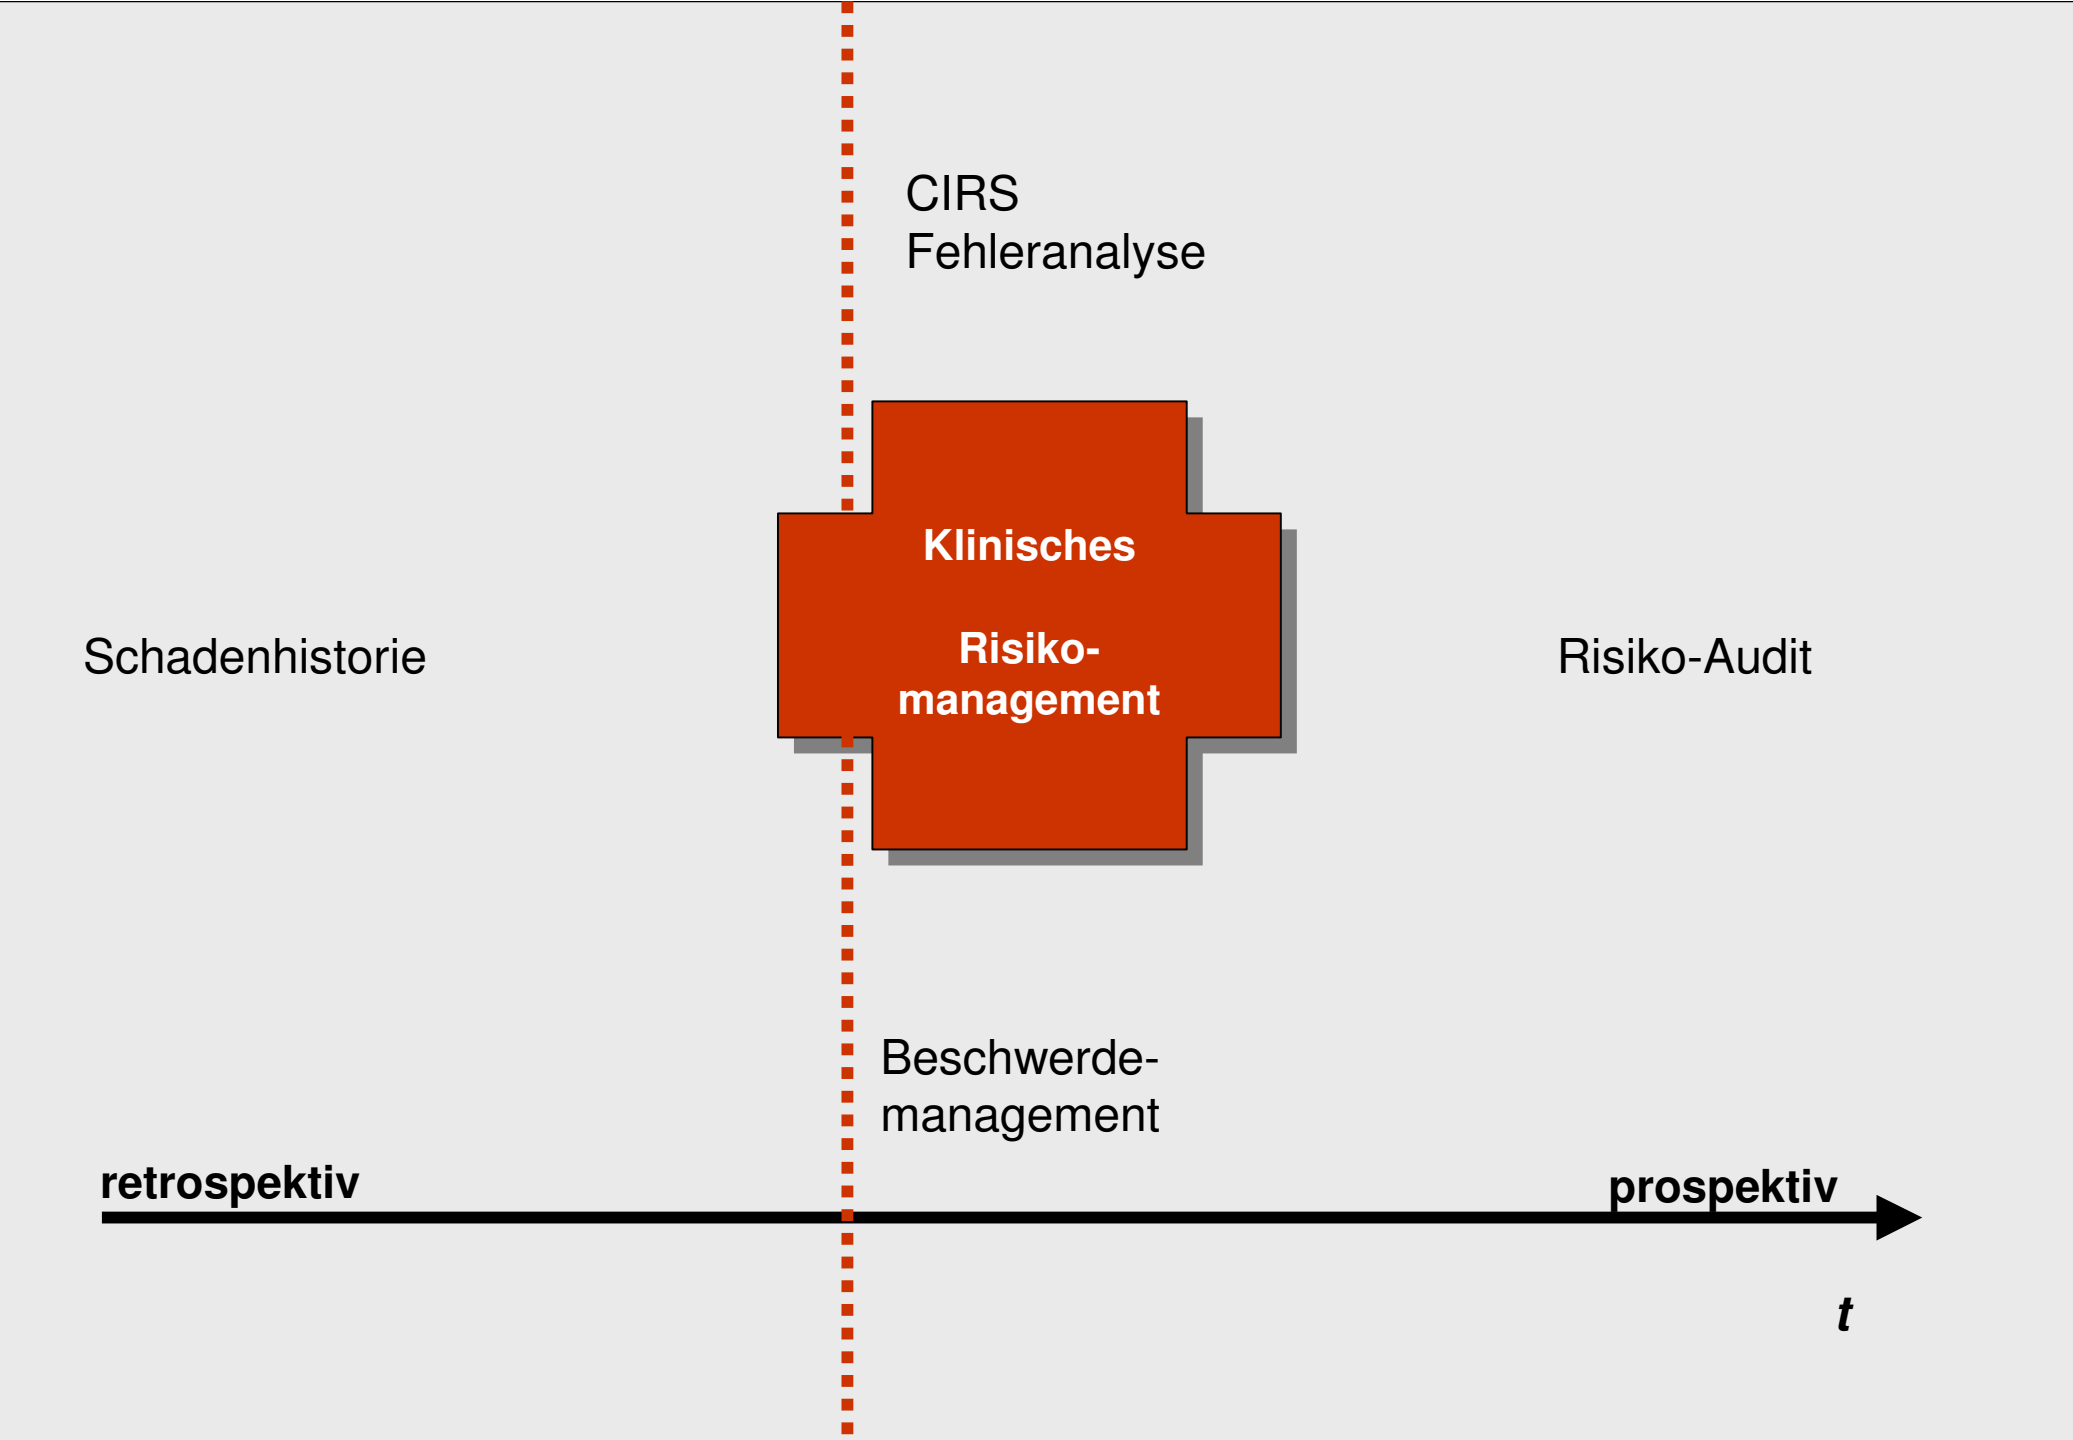 CIRS
Fehleranalyse
Klinisches
Risiko-
management
Schadenhistorie
Risiko-Audit
Beschwerde-
management
retrospektiv
prospektiv
t